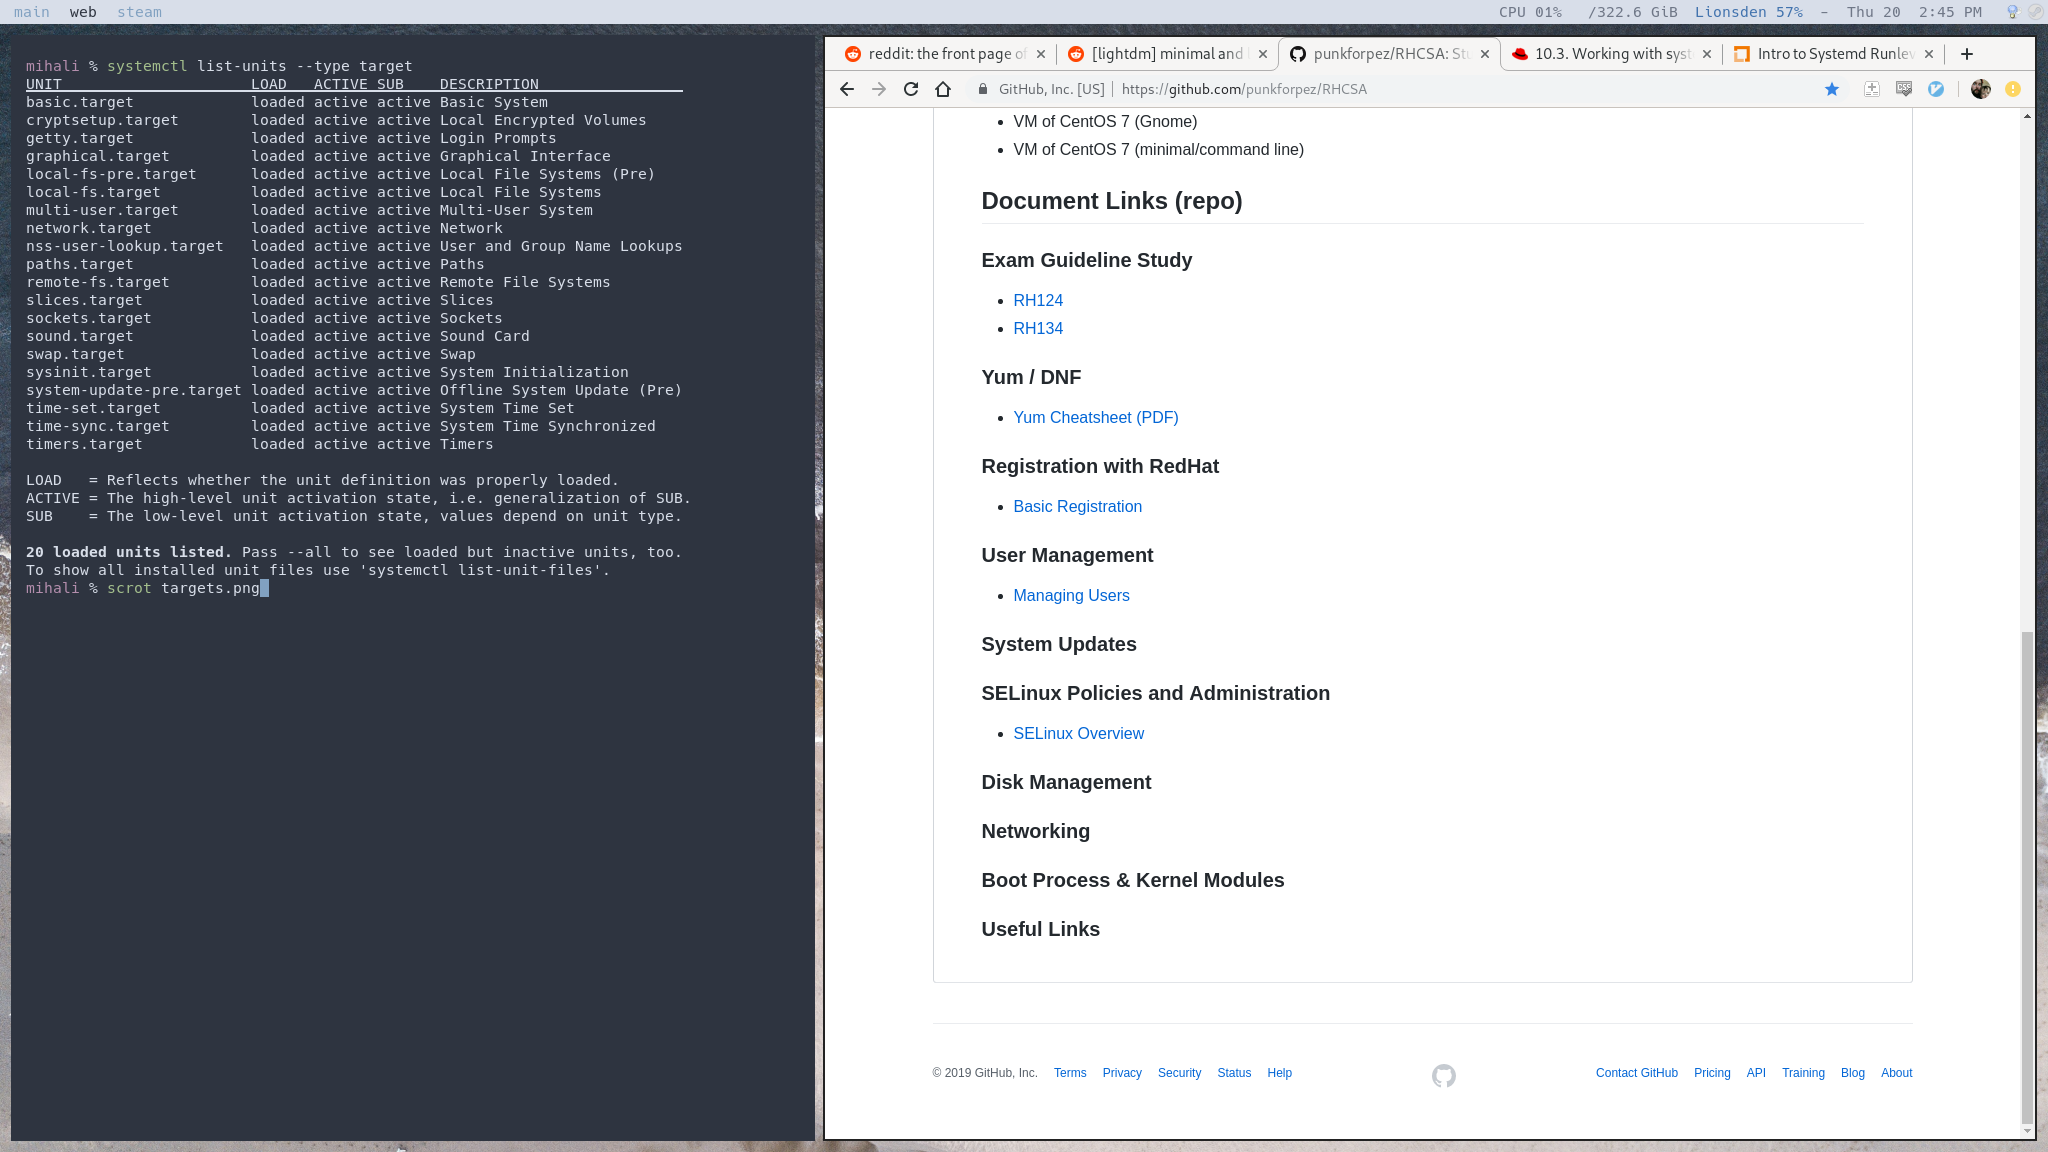 main web steam CPU 01% /322.6 GiB Lionsden 57% - Thu 20 2:45 PM
mihali % systemctl list-units --type target
UNIT LOAD ACTIVE SUB DESCRIPTION
basic.target loaded active active Basic System
cryptsetup.target loaded active active Local Encrypted Volumes
getty.target loaded active active Login Prompts
graphical.target loaded active active Graphical Interface
local-fs-pre.target loaded active active Local File Systems (Pre)
local-fs.target loaded active active Local File Systems
multi-user.target loaded active active Multi-User System
network.target loaded active active Network
nss-user-lookup.target loaded active active User and Group Name Lookups
paths.target loaded active active Paths
remote-fs.target loaded active active Remote File Systems
slices.target loaded active active Slices
sockets.target loaded active active Sockets
sound.target loaded active active Sound Card
swap.target loaded active active Swap
sysinit.target loaded active active System Initialization
system-update-pre.target loaded active active Offline System Update (Pre)
time-set.target loaded active active System Time Set
time-sync.target loaded active active System Time Synchronized
timers.target loaded active active Timers
LOAD = Reflects whether the unit definition was properly loaded.
ACTIVE = The high-level unit activation state, i.e. generalization of SUB.
SUB = The low-level unit activation state, values depend on unit type.
20 loaded units listed. Pass --all to see loaded but inactive units, too.
To show all installed unit files use 'systemctl list-unit-files'.
mihali % scrot targets.png
reddit: the front page of [lightdm] minimal and punkforpez/RHCSA: Stu 10.3. Working with syst Intro to Systemd Runlev
GitHub, Inc. [US] | https://github.com/punkforpez/RHCSA
VM of CentOS 7 (Gnome)
VM of CentOS 7 (minimal/command line)
Document Links (repo)
Exam Guideline Study
RH124
RH134
Yum / DNF
Yum Cheatsheet (PDF)
Registration with RedHat
Basic Registration
User Management
Managing Users
System Updates
SELinux Policies and Administration
SELinux Overview
Disk Management
Networking
Boot Process & Kernel Modules
Useful Links
© 2019 GitHub, Inc. Terms Privacy Security Status Help Contact GitHub Pricing API Training Blog About